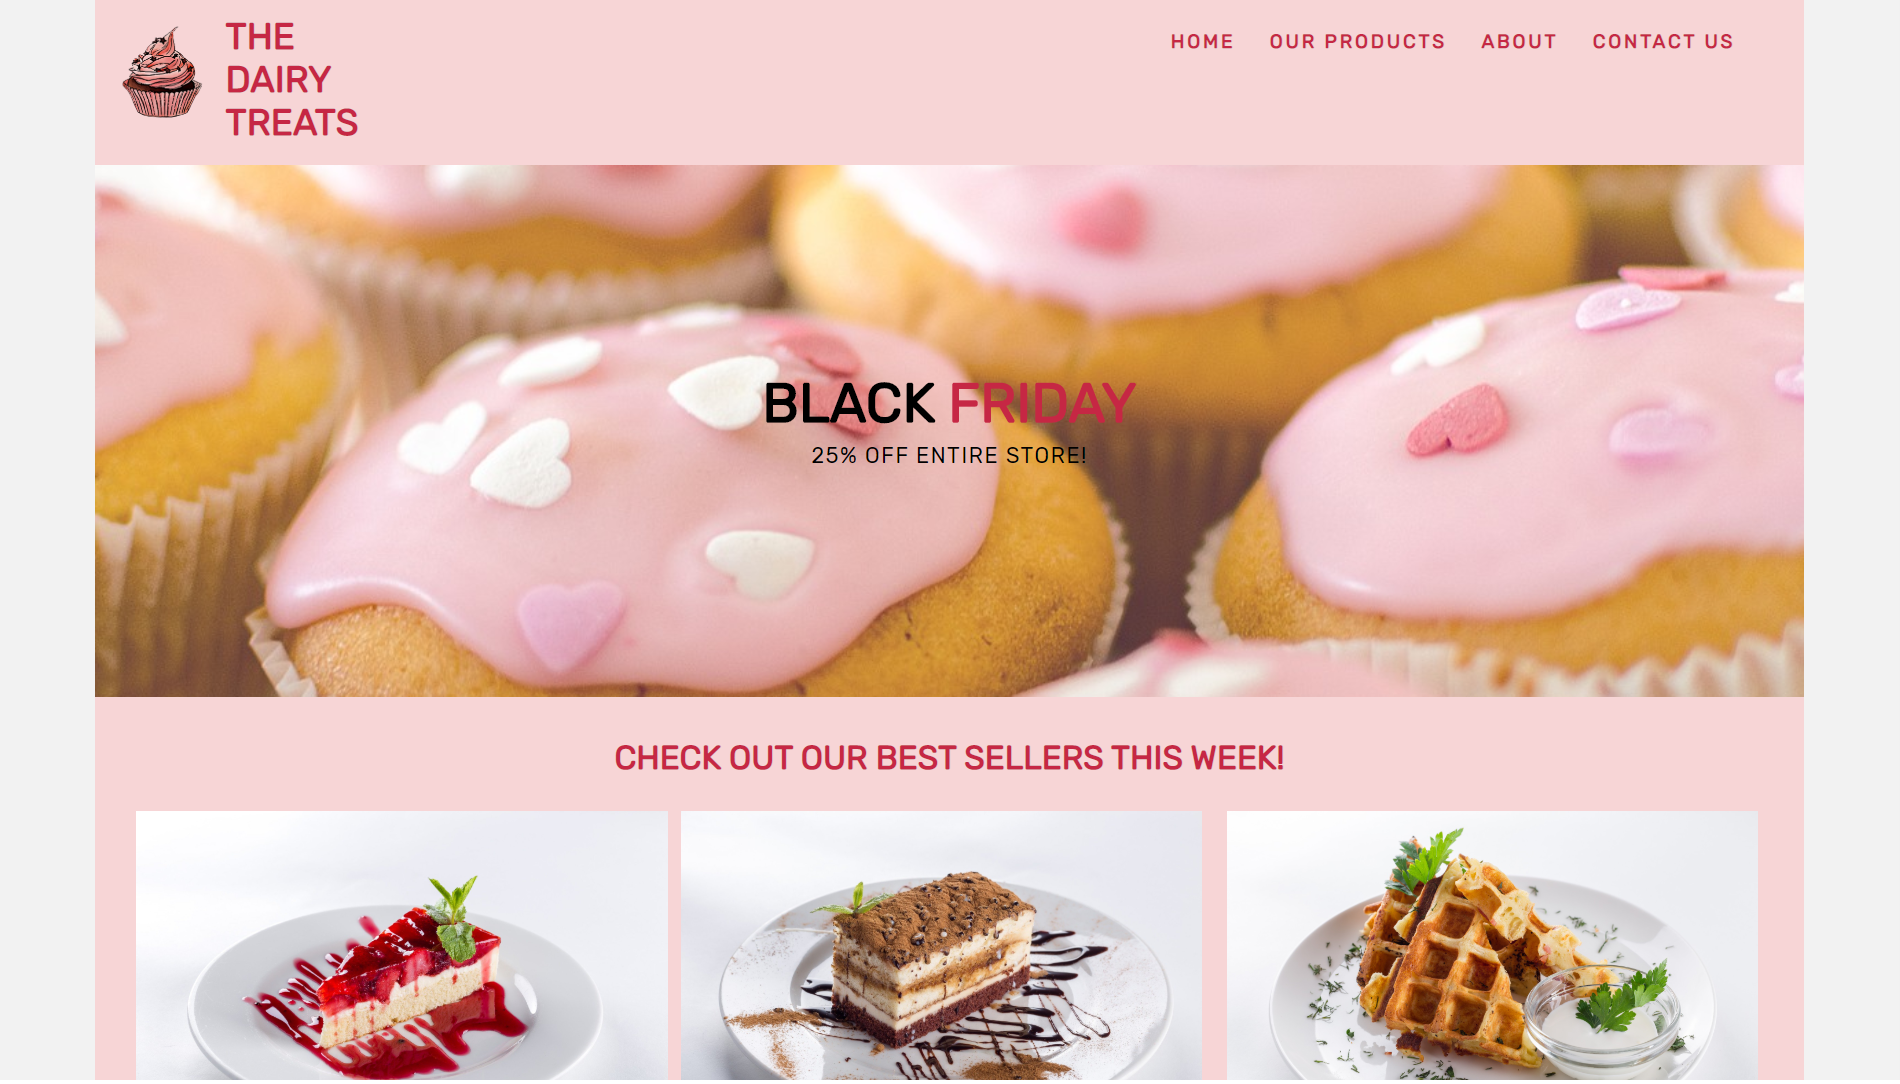 THE
DAIRY
TREATS
HOME OUR PRODUCTS ABOUT CONTACT US
BLACK FRIDAY
25% OFF ENTIRE STORE!
CHECK OUT OUR BEST SELLERS THIS WEEK!